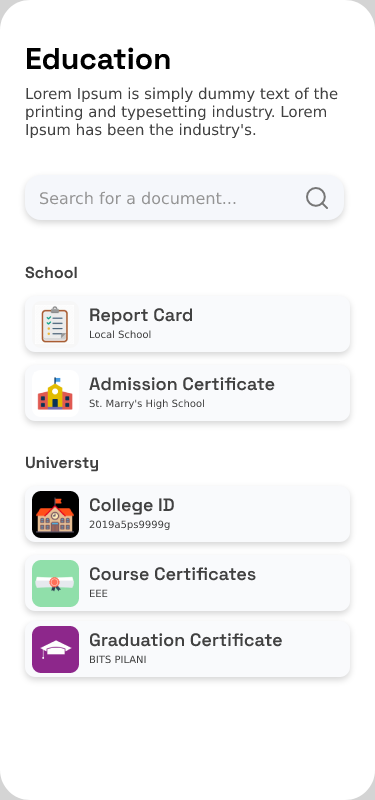 Education
Lorem Ipsum is simply dummy text of the
printing and typesetting industry. Lorem
Ipsum has been the industry's.
Search for a document...
School
Report Card
Local School
Admission Certificate
St. Marry's High School
Universty
College ID
2019a5ps9999g
Course Certificates
EEE
Graduation Certificate
BITS PILANI